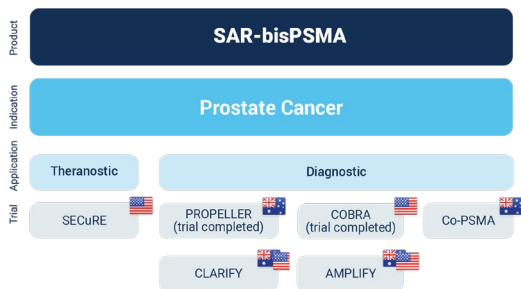 Product
SAR-bisPSMA
Indication
Prostate Cancer
Application
Theranostic
Diagnostic
Trial
SECuRE
PROPELLER
(trial completed)
COBRA
(trial completed)
Co-PSMA
CLARIFY
AMPLIFY